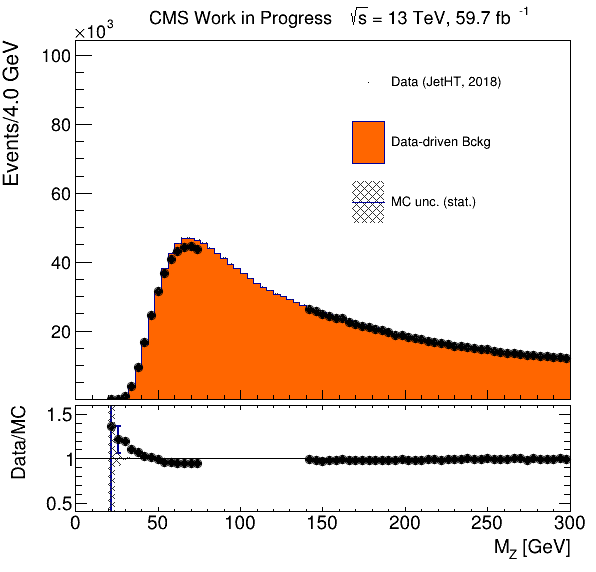 CMS Work in Progress √s = 13 TeV, 59.7 fb⁻¹
×10³
Events/4.0 GeV
100
80
60
40
20
Data (JetHT, 2018)
Data-driven Bckg
MC unc. (stat.)
Data/MC
1.5
1
0.5
0 50 100 150 200 250 300
M_Z [GeV]